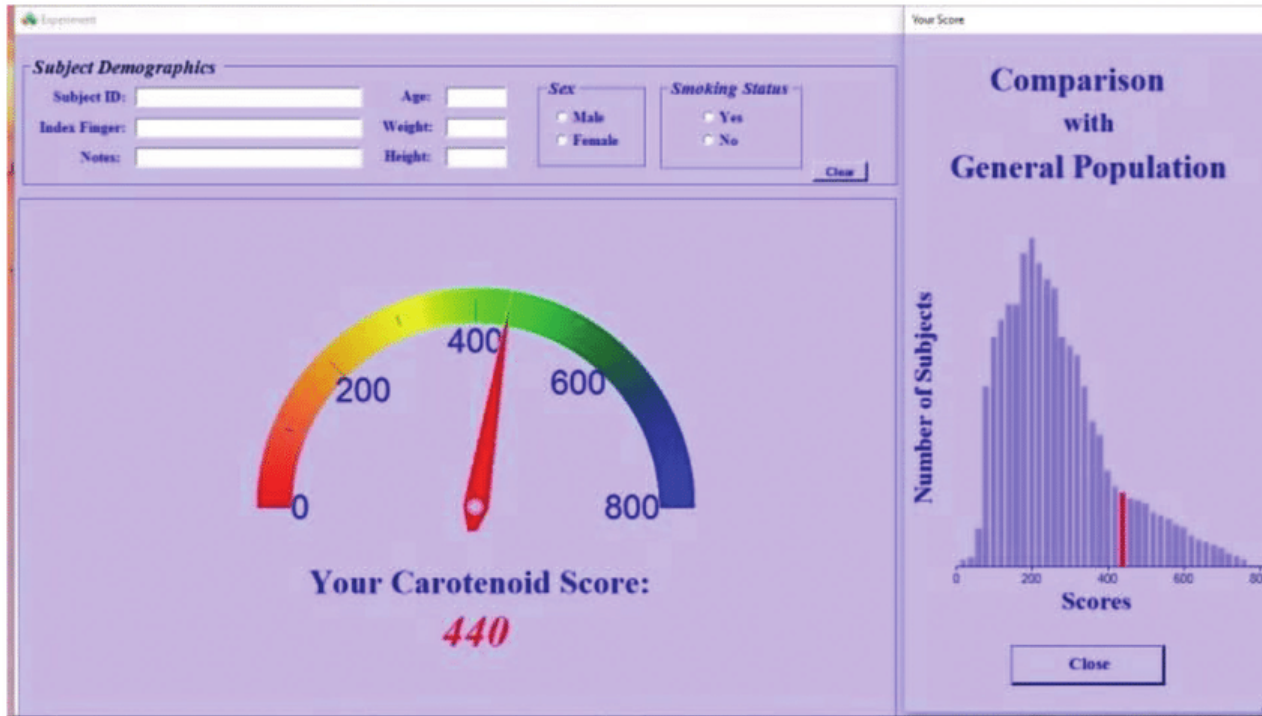 Experiment
Subject Demographics
Subject ID:
Index Finger:
Notes:
Age:
Weight:
Height:
Sex
Male
Female
Smoking Status
Yes
No
Clear
0
200
400
600
800
Your Carotenoid Score:
440
Your Score
Comparison
with
General Population
Number of Subjects
0 200 400 600
Scores
Close